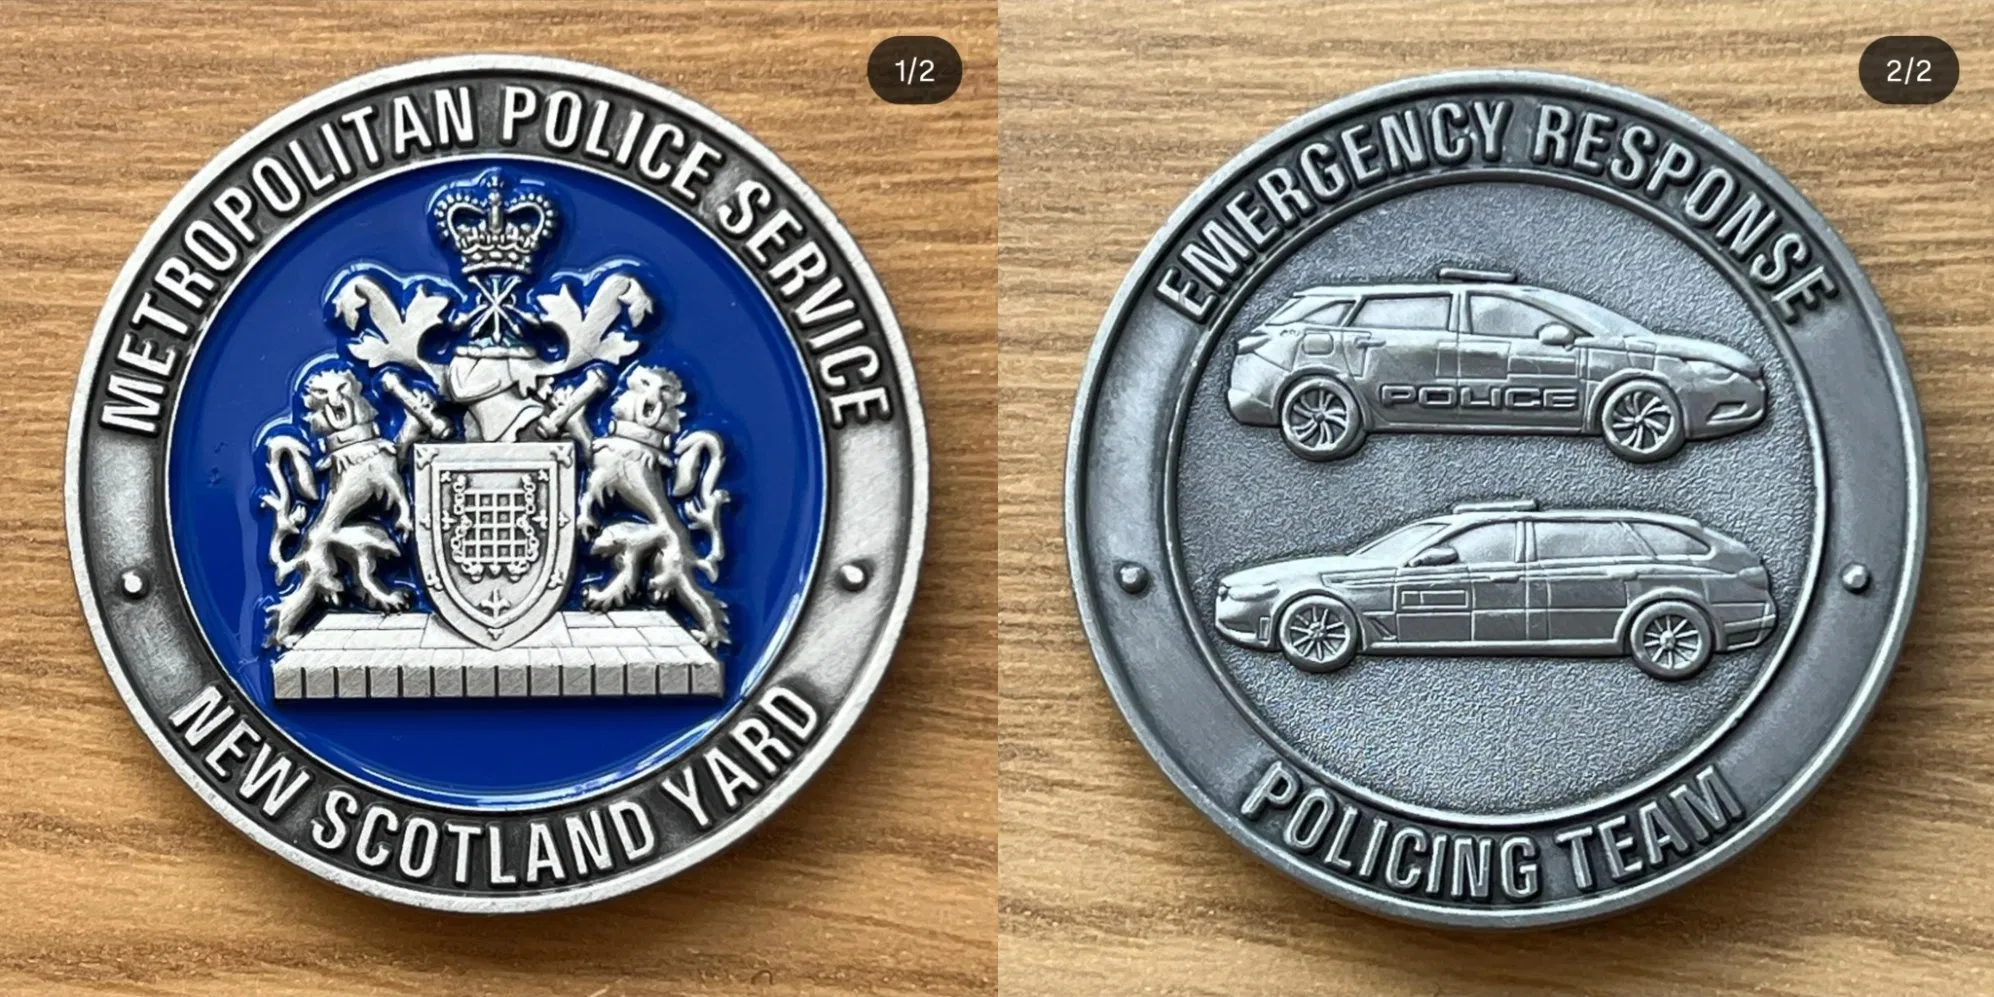 1/2
METROPOLITAN POLICE SERVICE
NEW SCOTLAND YARD
2/2
EMERGENCY RESPONSE
POLICE
POLICING TEAM